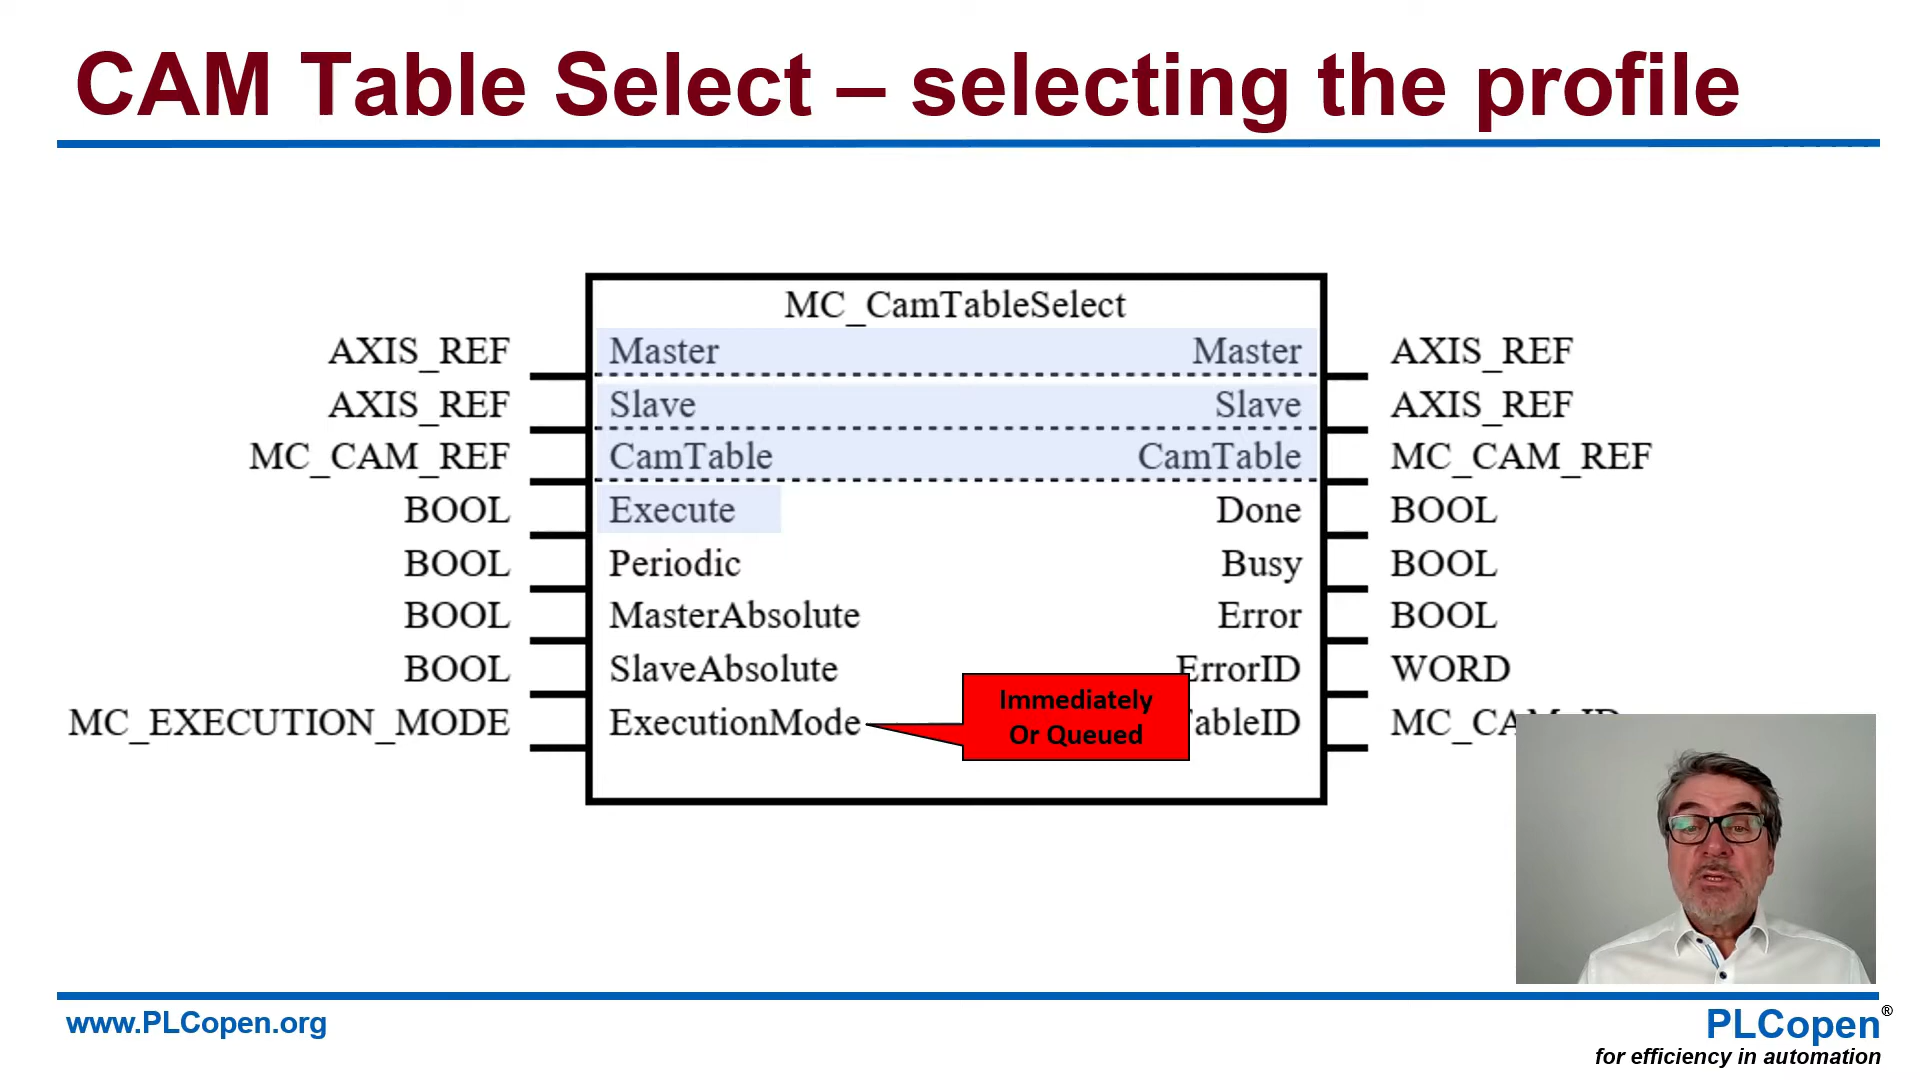 CAM Table Select – selecting the profile
MC_CamTableSelect
AXIS_REF Master Master AXIS_REF
AXIS_REF Slave Slave AXIS_REF
MC_CAM_REF CamTable CamTable MC_CAM_REF
BOOL Execute Done BOOL
BOOL Periodic Busy BOOL
BOOL MasterAbsolute Error BOOL
BOOL SlaveAbsolute ErrorID WORD
MC_EXECUTION_MODE ExecutionMode
Immediately
Or Queued
www.PLCopen.org
PLCopen®
for efficiency in automation